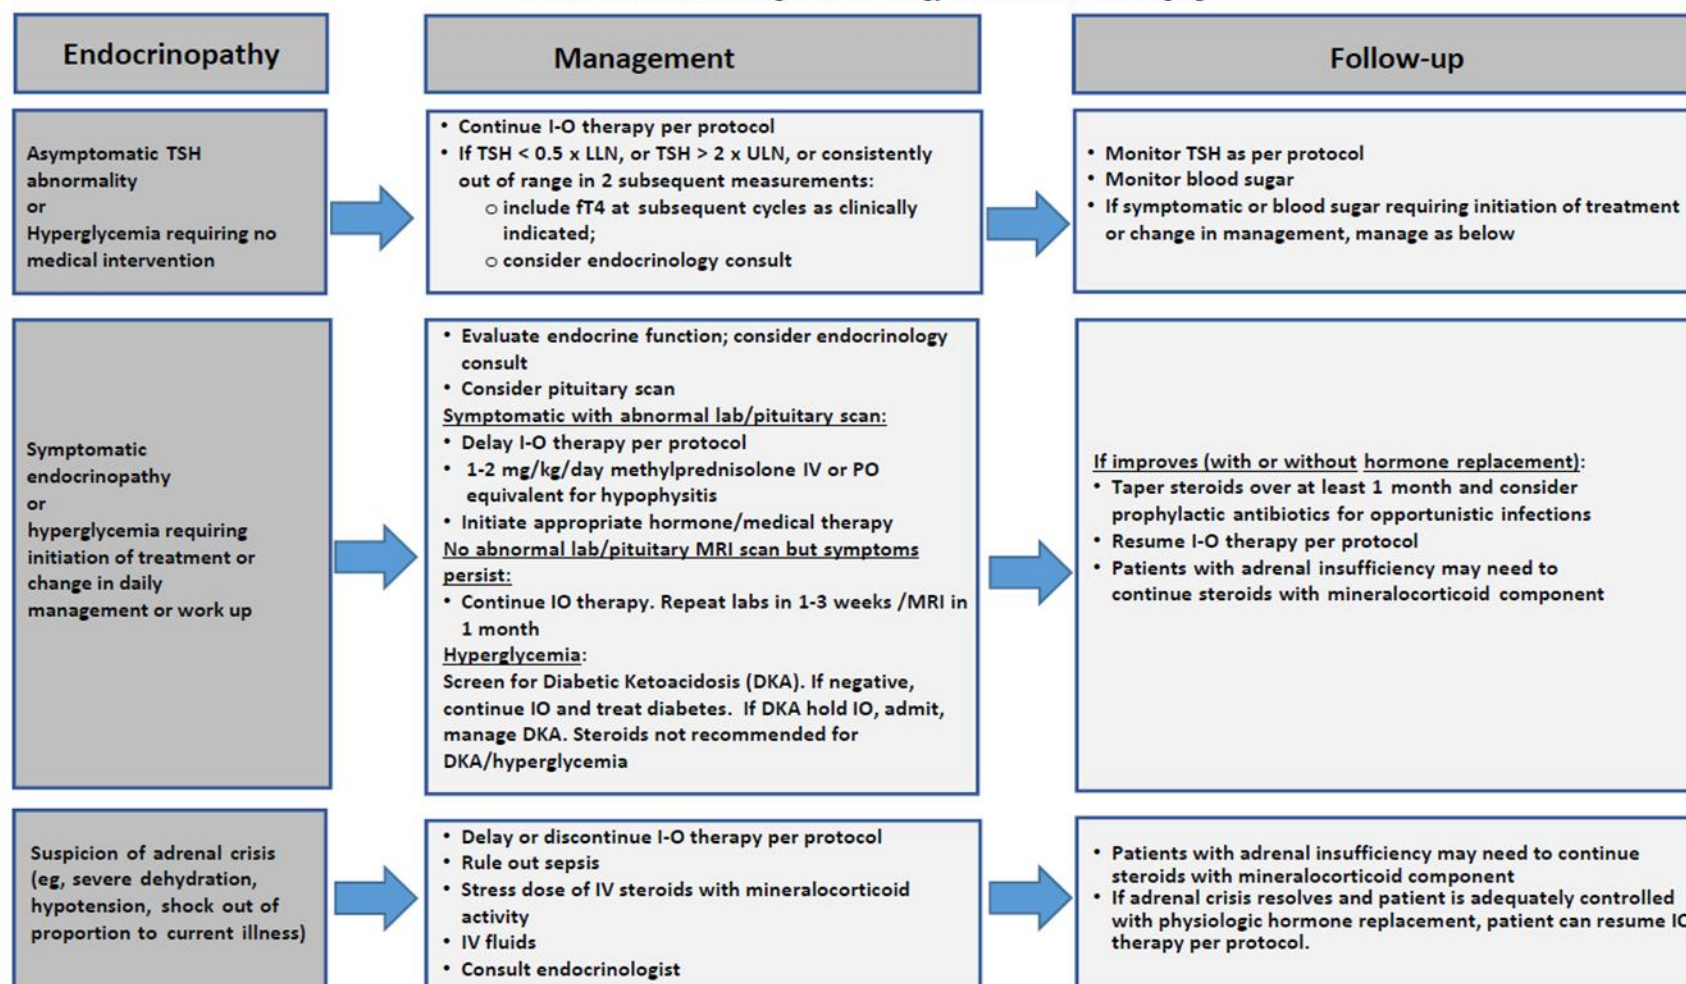 Endocrinopathy
Management
Follow-up
Asymptomatic TSH
abnormality
or
Hyperglycemia requiring no
medical intervention
• Continue I-O therapy per protocol
• If TSH < 0.5 x LLN, or TSH > 2 x ULN, or consistently
out of range in 2 subsequent measurements:
o include fT4 at subsequent cycles as clinically
indicated;
o consider endocrinology consult
• Monitor TSH as per protocol
• Monitor blood sugar
• If symptomatic or blood sugar requiring initiation of treatment
or change in management, manage as below
Symptomatic
endocrinopathy
or
hyperglycemia requiring
initiation of treatment or
change in daily
management or work up
• Evaluate endocrine function; consider endocrinology
consult
• Consider pituitary scan
Symptomatic with abnormal lab/pituitary scan:
• Delay I-O therapy per protocol
• 1-2 mg/kg/day methylprednisolone IV or PO
equivalent for hypophysitis
• Initiate appropriate hormone/medical therapy
No abnormal lab/pituitary MRI scan but symptoms
persist:
• Continue IO therapy. Repeat labs in 1-3 weeks /MRI in
1 month
Hyperglycemia:
Screen for Diabetic Ketoacidosis (DKA). If negative,
continue IO and treat diabetes. If DKA hold IO, admit,
manage DKA. Steroids not recommended for
DKA/hyperglycemia
If improves (with or without hormone replacement):
• Taper steroids over at least 1 month and consider
prophylactic antibiotics for opportunistic infections
• Resume I-O therapy per protocol
• Patients with adrenal insufficiency may need to
continue steroids with mineralocorticoid component
Suspicion of adrenal crisis
(eg, severe dehydration,
hypotension, shock out of
proportion to current illness)
• Delay or discontinue I-O therapy per protocol
• Rule out sepsis
• Stress dose of IV steroids with mineralocorticoid
activity
• IV fluids
• Consult endocrinologist
• Patients with adrenal insufficiency may need to continue
steroids with mineralocorticoid component
• If adrenal crisis resolves and patient is adequately controlled
with physiologic hormone replacement, patient can resume
therapy per protocol.